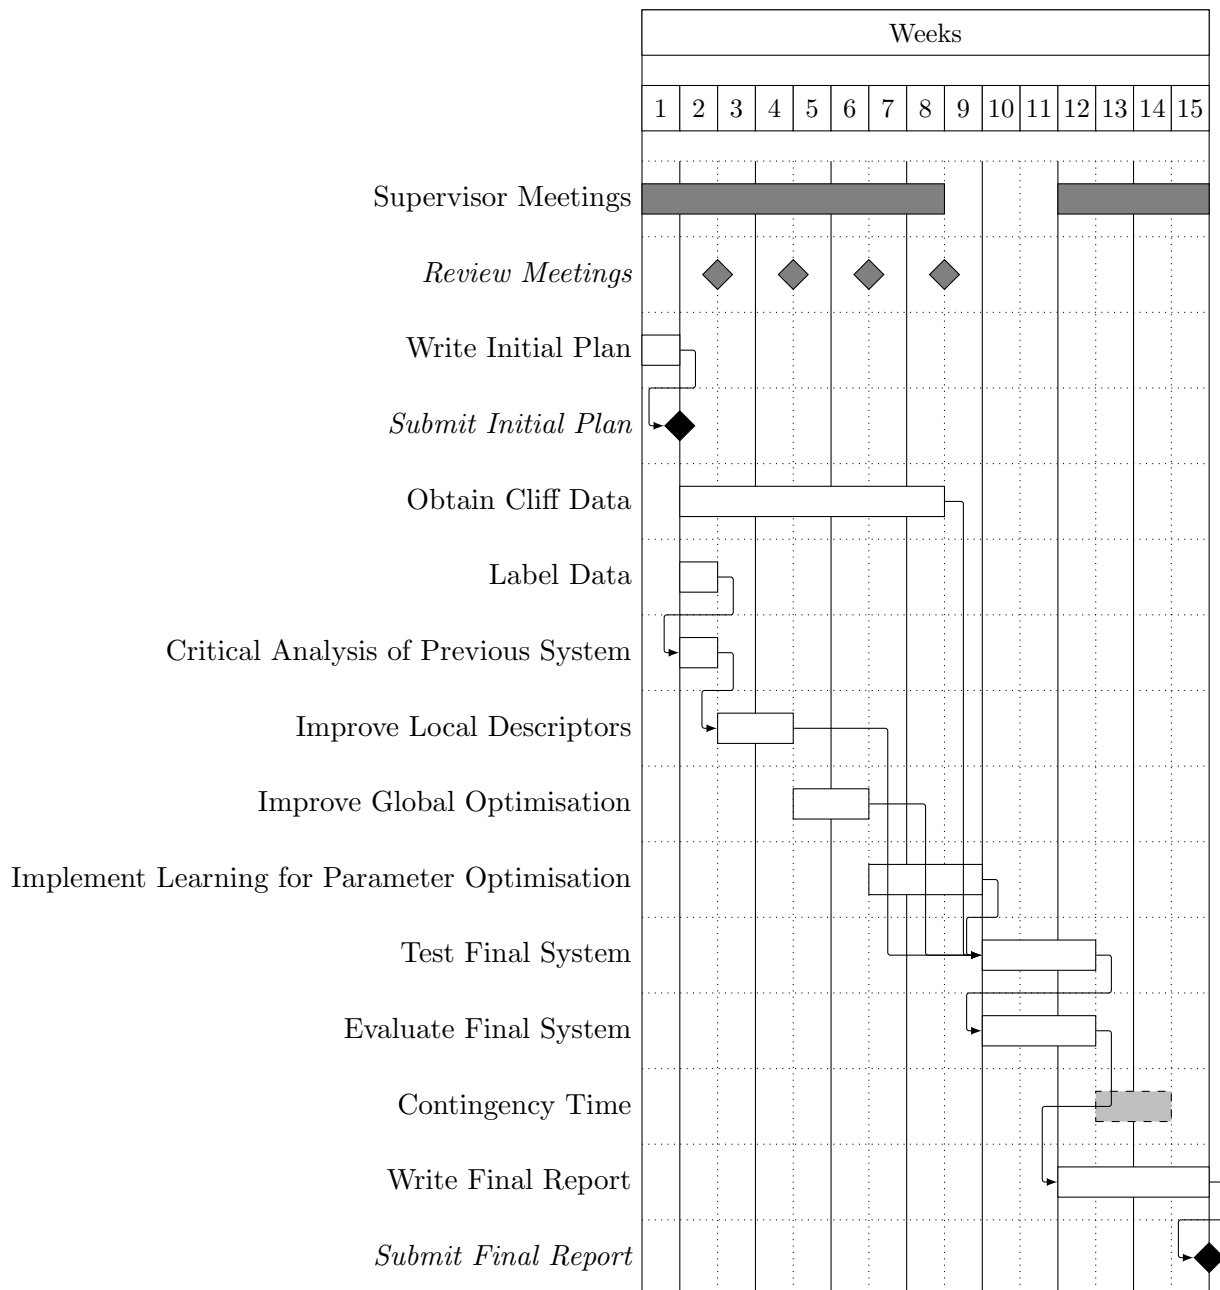 Weeks
1 2 3 4 5 6 7 8 9 10 11 12 13 14 15
Supervisor Meetings
Review Meetings
Write Initial Plan
Submit Initial Plan
Obtain Cliff Data
Label Data
Critical Analysis of Previous System
Improve Local Descriptors
Improve Global Optimisation
Implement Learning for Parameter Optimisation
Test Final System
Evaluate Final System
Contingency Time
Write Final Report
Submit Final Report